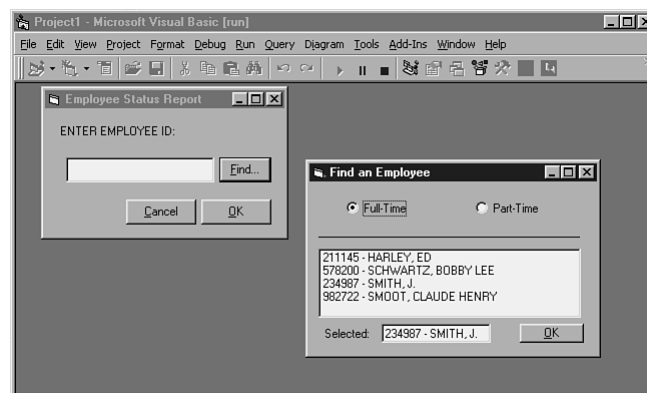 Project1 - Microsoft Visual Basic [run]
File Edit View Project Format Debug Run Query Diagram Tools Add-Ins Window Help
Employee Status Report
ENTER EMPLOYEE ID:
Find...
Cancel OK
Find an Employee
Full-Time Part-Time
211145 - HARLEY, ED
578200 - SCHWARTZ, BOBBY LEE
234987 - SMITH, J.
982722 - SMOOT, CLAUDE HENRY
Selected: 234987 - SMITH, J. OK